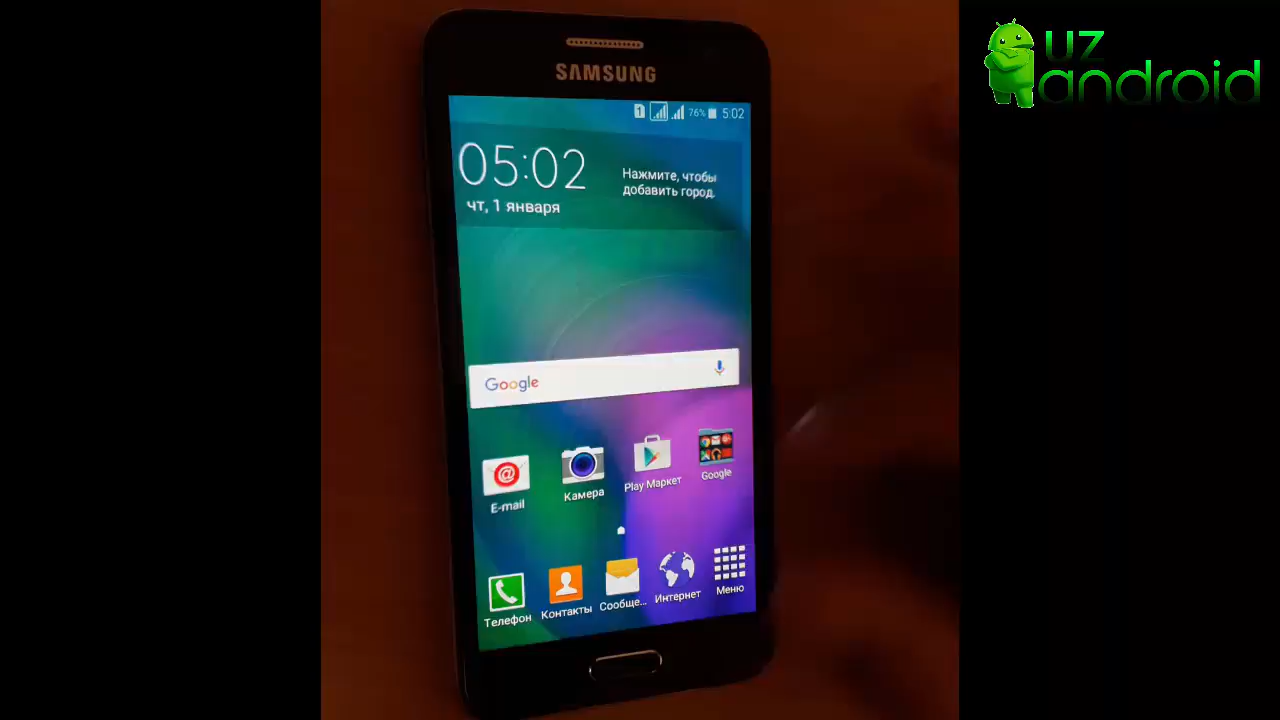 UZ
android
SAMSUNG
1 76% 5:02
05:02
Нажмите, чтобы
добавить город.
чт, 1 января
Google
E-mail
Камера
Play Маркет
Google
Телефон
Контакты
Сообще...
Интернет
Меню